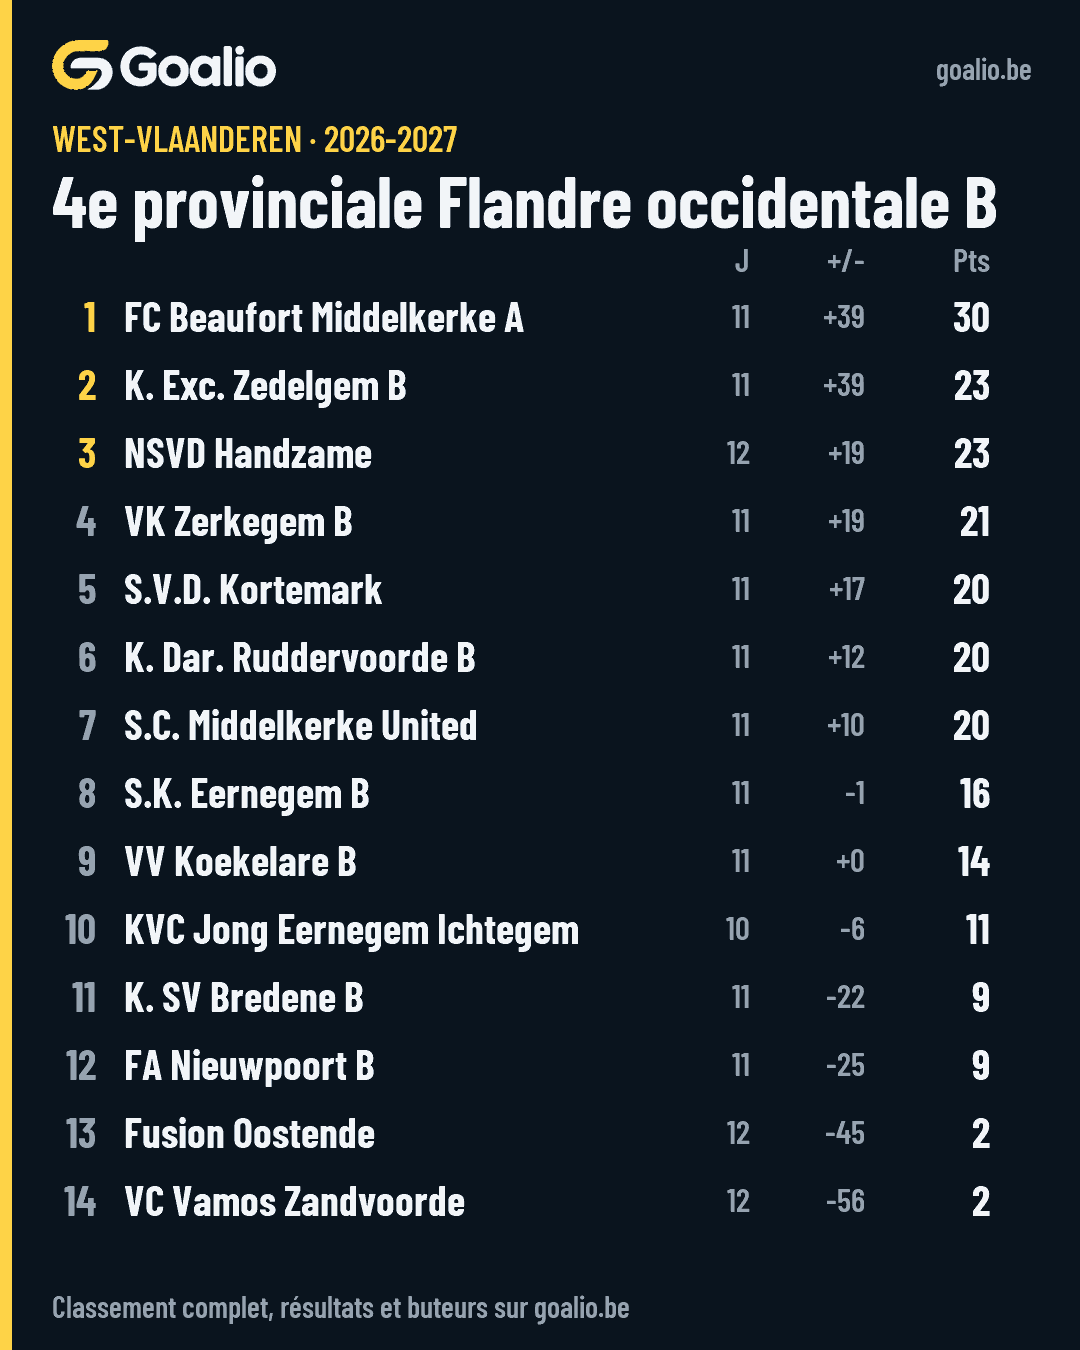 Goalio
goalio.be
WEST-VLAANDEREN · 2026-2027
4e provinciale Flandre occidentale B
J +/- Pts
1 FC Beaufort Middelkerke A 11 +39 30
2 K. Exc. Zedelgem B 11 +39 23
3 NSVD Handzame 12 +19 23
4 VK Zerkegem B 11 +19 21
5 S.V.D. Kortemark 11 +17 20
6 K. Dar. Ruddervoorde B 11 +12 20
7 S.C. Middelkerke United 11 +10 20
8 S.K. Eernegem B 11 -1 16
9 VV Koekelare B 11 +0 14
10 KVC Jong Eernegem Ichtegem 10 -6 11
11 K. SV Bredene B 11 -22 9
12 FA Nieuwpoort B 11 -25 9
13 Fusion Oostende 12 -45 2
14 VC Vamos Zandvoorde 12 -56 2
Classement complet, résultats et buteurs sur goalio.be